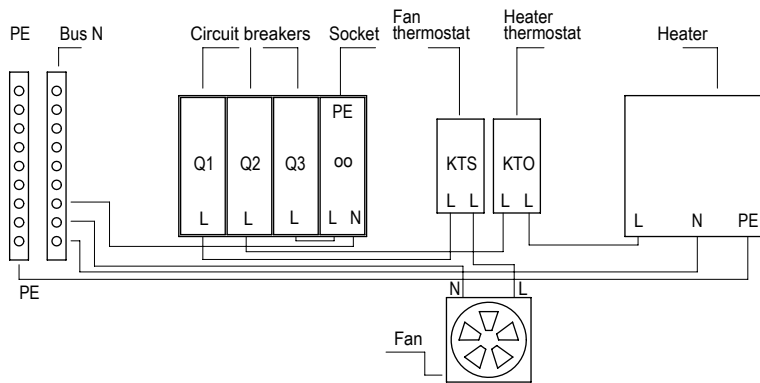 PE
Bus N
Circuit breakers
Socket
Fan
thermostat
Heater
thermostat
Heater
PE
Q1
Q2
Q3
oo
KTS
KTO
L
L
L
L N
L L
L L
L
N
PE
PE
N
L
Fan